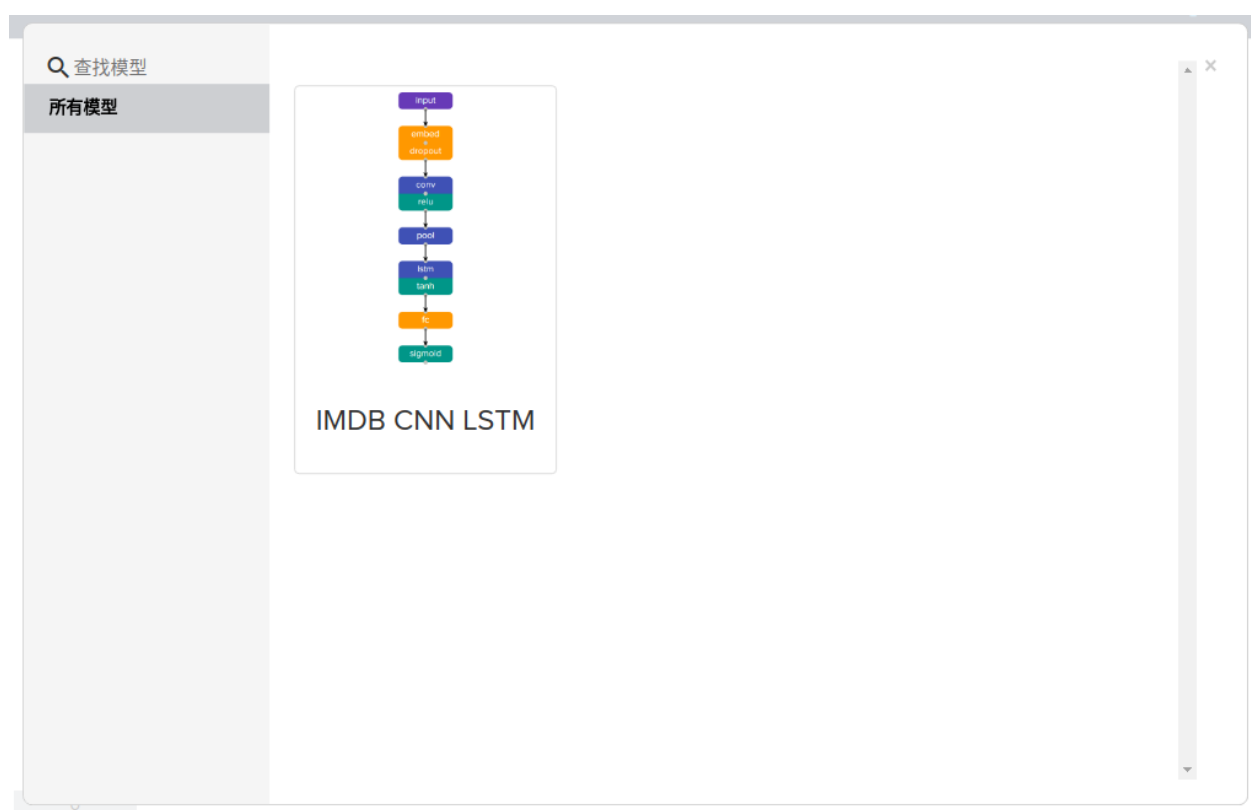 查找模型
所有模型
input
embed
dropout
conv
relu
pool
lstm
tanh
fc
sigmoid
IMDB CNN LSTM
×